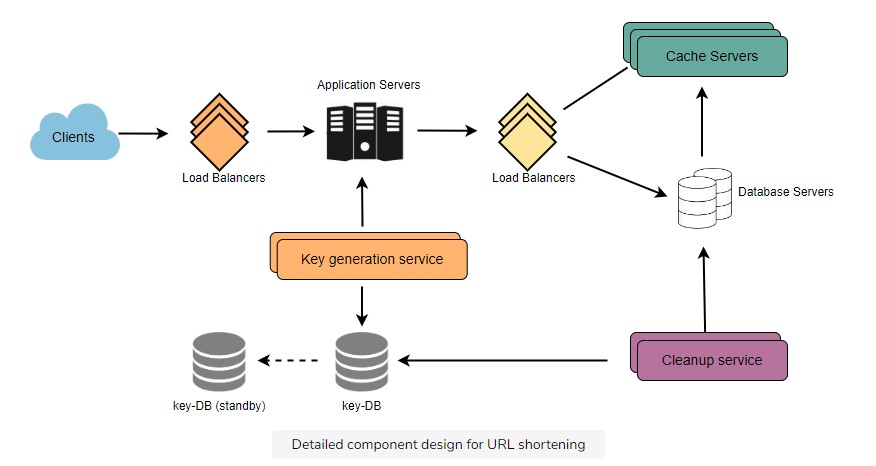 Cache Servers
Application Servers
Clients
Load Balancers
Load Balancers
Database Servers
Key generation service
Cleanup service
key-DB (standby)
key-DB
Detailed component design for URL shortening